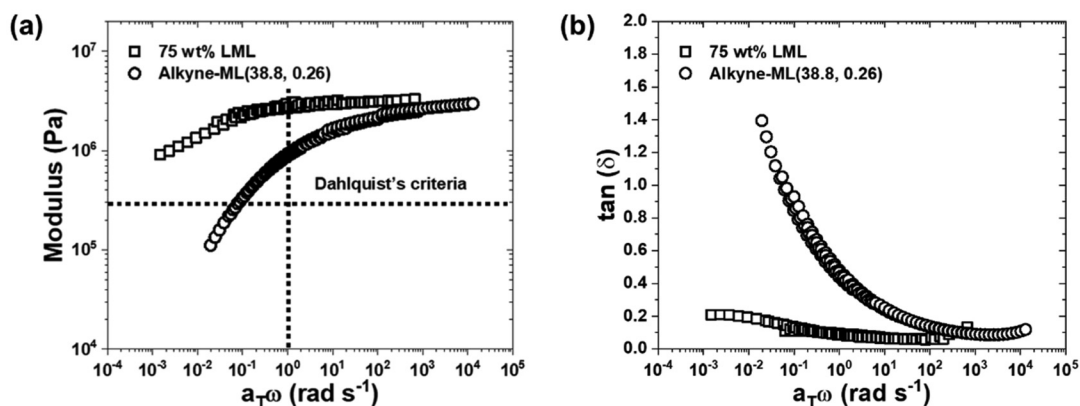 (a)
Modulus (Pa)
10⁷
10⁶
10⁵
10⁴
75 wt% LML
Alkyne-ML(38.8, 0.26)
Dahlquist's criteria
10⁻⁴ 10⁻³ 10⁻² 10⁻¹ 10⁰ 10¹ 10² 10³ 10⁴ 10⁵
a_Tω (rad s⁻¹)
(b)
tan (δ)
2.0
1.8
1.6
1.4
1.2
1.0
0.8
0.6
0.4
0.2
0.0
75 wt% LML
Alkyne-ML(38.8, 0.26)
10⁻⁴ 10⁻³ 10⁻² 10⁻¹ 10⁰ 10¹ 10² 10³ 10⁴ 10⁵
a_Tω (rad s⁻¹)